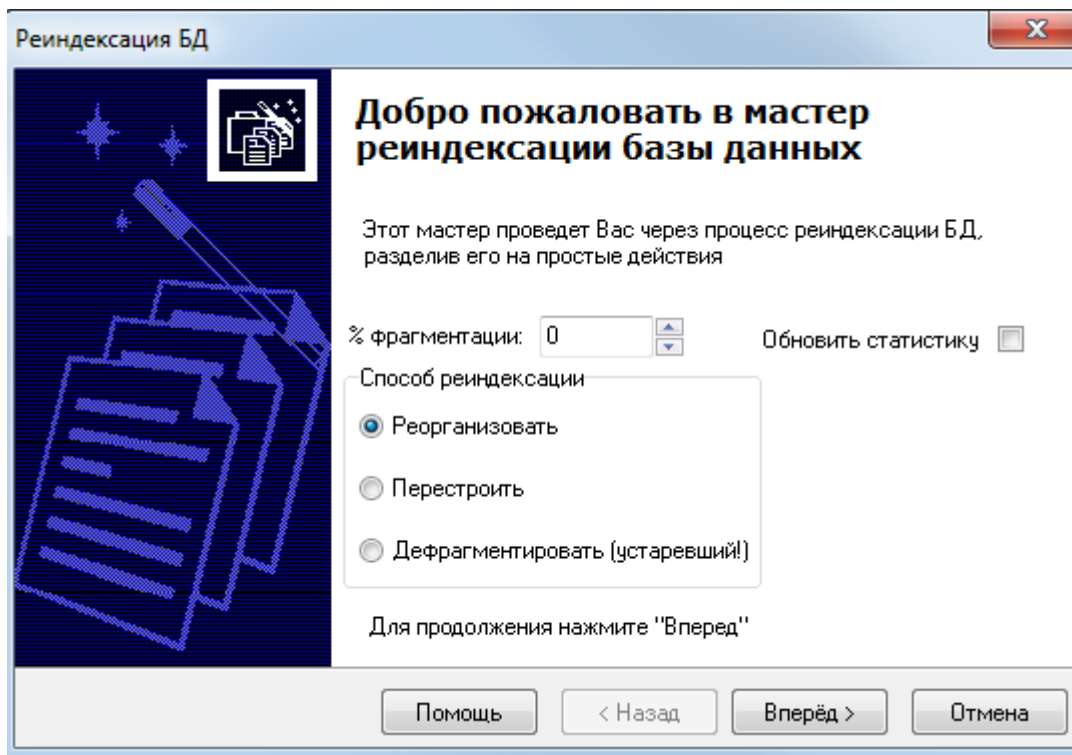 Реиндексация БД
Добро пожаловать в мастер
реиндексации базы данных
Этот мастер проведет Вас через процесс реиндексации БД,
разделив его на простые действия
% фрагментации: 0 Обновить статистику
Способ реиндексации
Реорганизовать
Перестроить
Дефрагментировать (устаревший!)
Для продолжения нажмите "Вперед"
Помощь < Назад Вперёд > Отмена